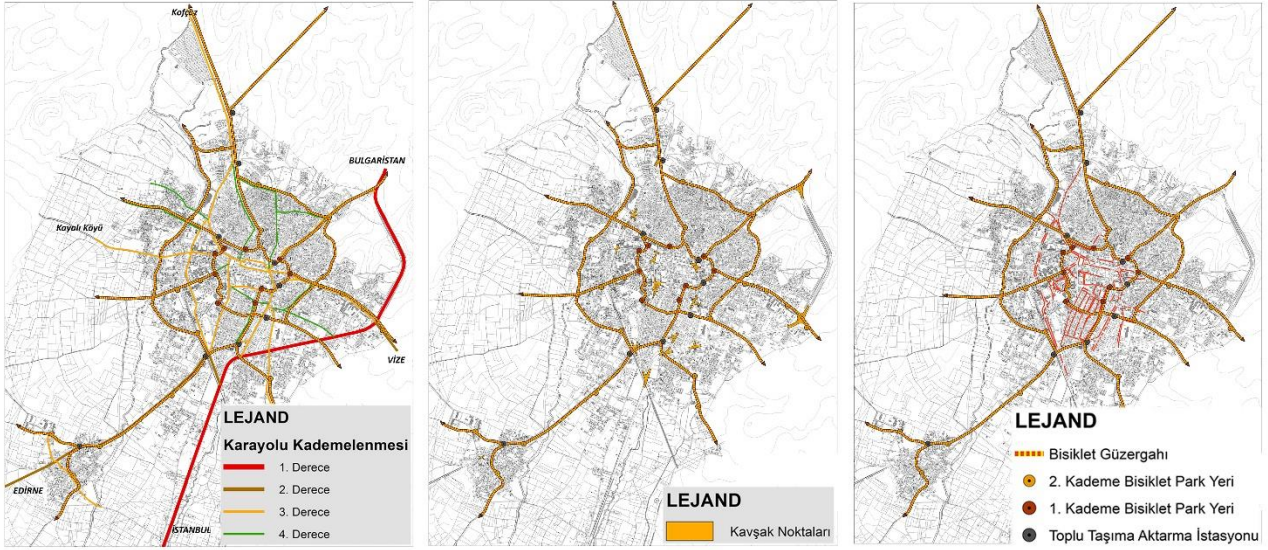 Kofçaz
BULGARİSTAN
Kayalı Köyü
VİZE
EDİRNE
İSTANBUL
LEJAND
Karayolu Kademelenmesi
1. Derece
2. Derece
3. Derece
4. Derece
LEJAND
Kavşak Noktaları
LEJAND
Bisiklet Güzergahı
2. Kademe Bisiklet Park Yeri
1. Kademe Bisiklet Park Yeri
Toplu Taşıma Aktarma İstasyonu